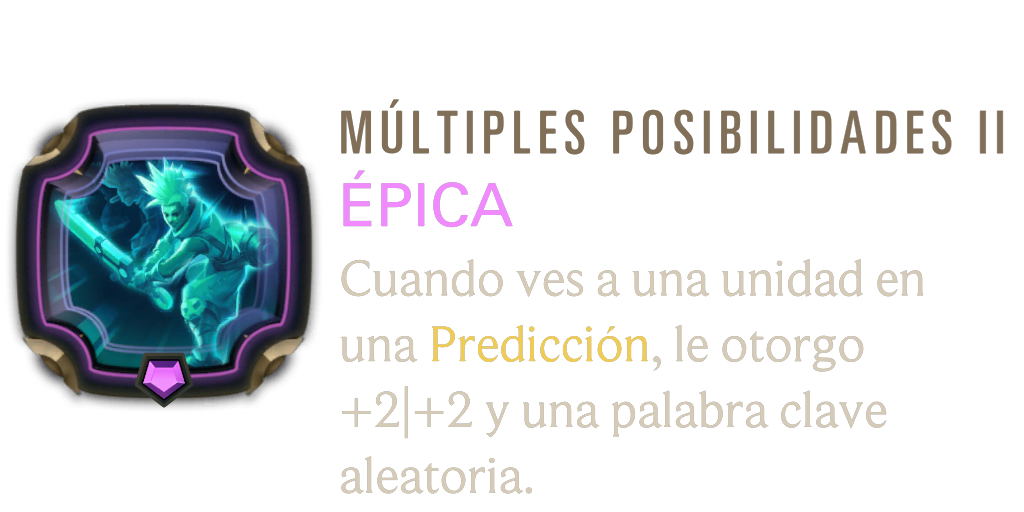 MÚLTIPLES POSIBILIDADES II
ÉPICA
Cuando ves a una unidad en
una Predicción, le otorgo
+2|+2 y una palabra clave
aleatoria.